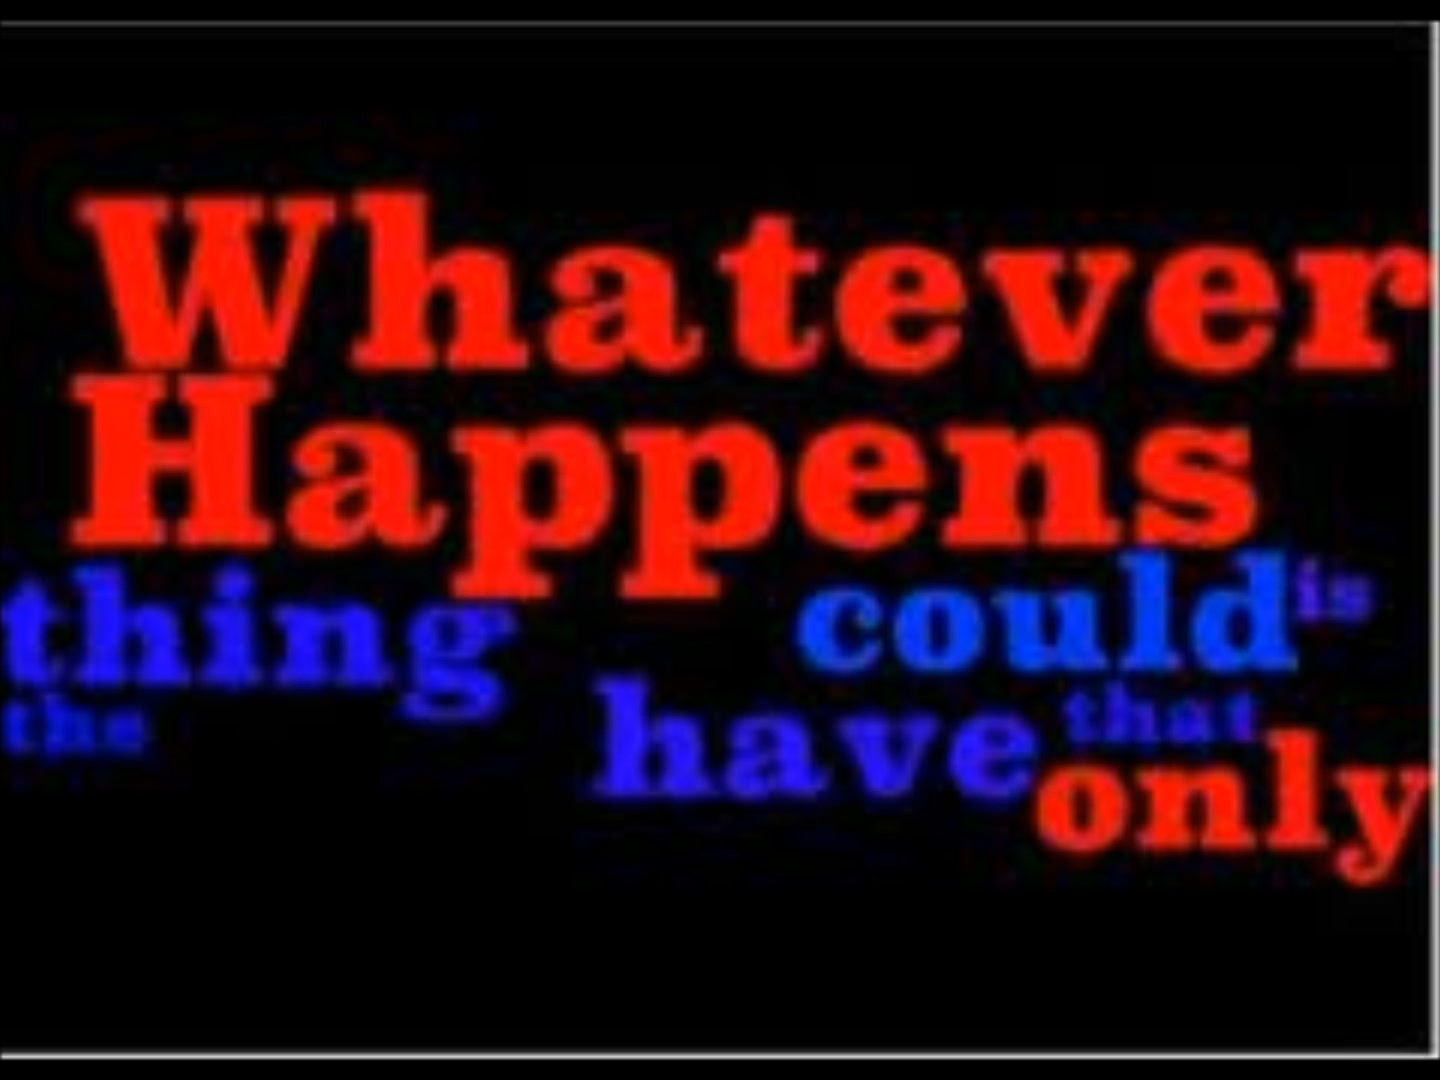 Whatever
Happens
thing could is
the have that
only